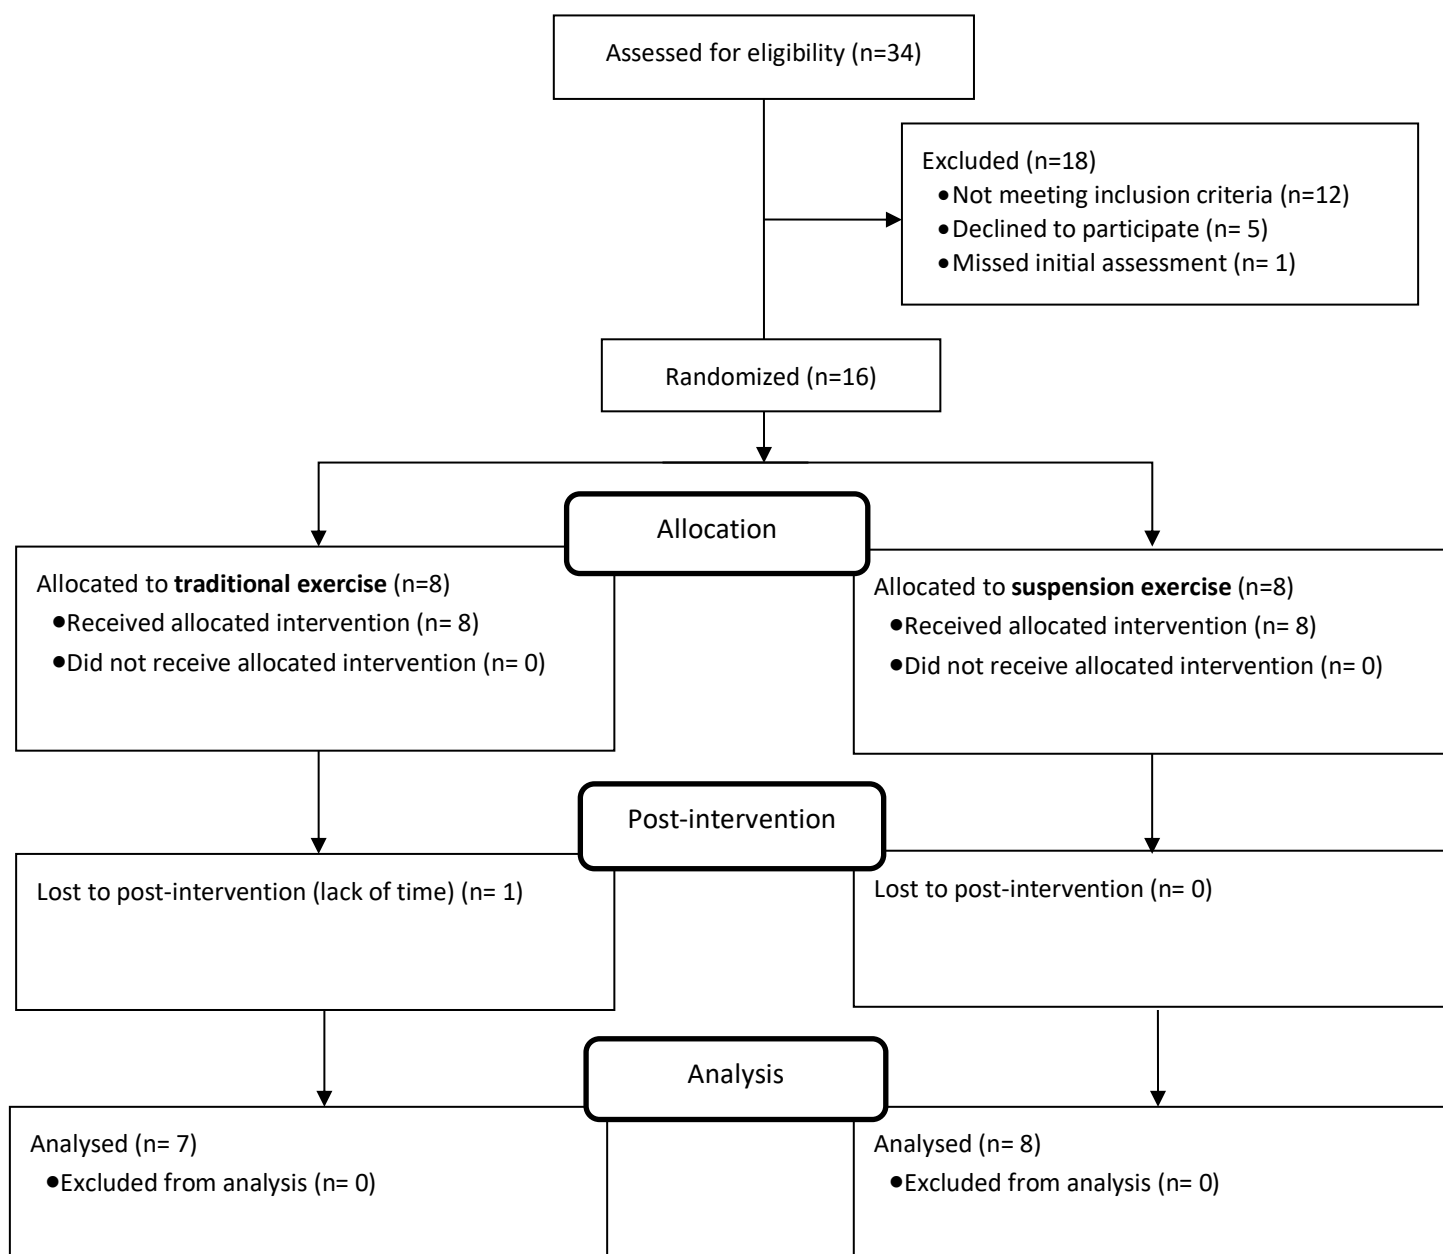 Assessed for eligibility (n=34)
Excluded (n=18)
•Not meeting inclusion criteria (n=12)
•Declined to participate (n= 5)
•Missed initial assessment (n= 1)
Randomized (n=16)
Allocation
Allocated to traditional exercise (n=8)
•Received allocated intervention (n= 8)
•Did not receive allocated intervention (n= 0)
Allocated to suspension exercise (n=8)
•Received allocated intervention (n= 8)
•Did not receive allocated intervention (n= 0)
Post-intervention
Lost to post-intervention (lack of time) (n= 1)
Lost to post-intervention (n= 0)
Analysis
Analysed (n= 7)
•Excluded from analysis (n= 0)
Analysed (n= 8)
•Excluded from analysis (n= 0)